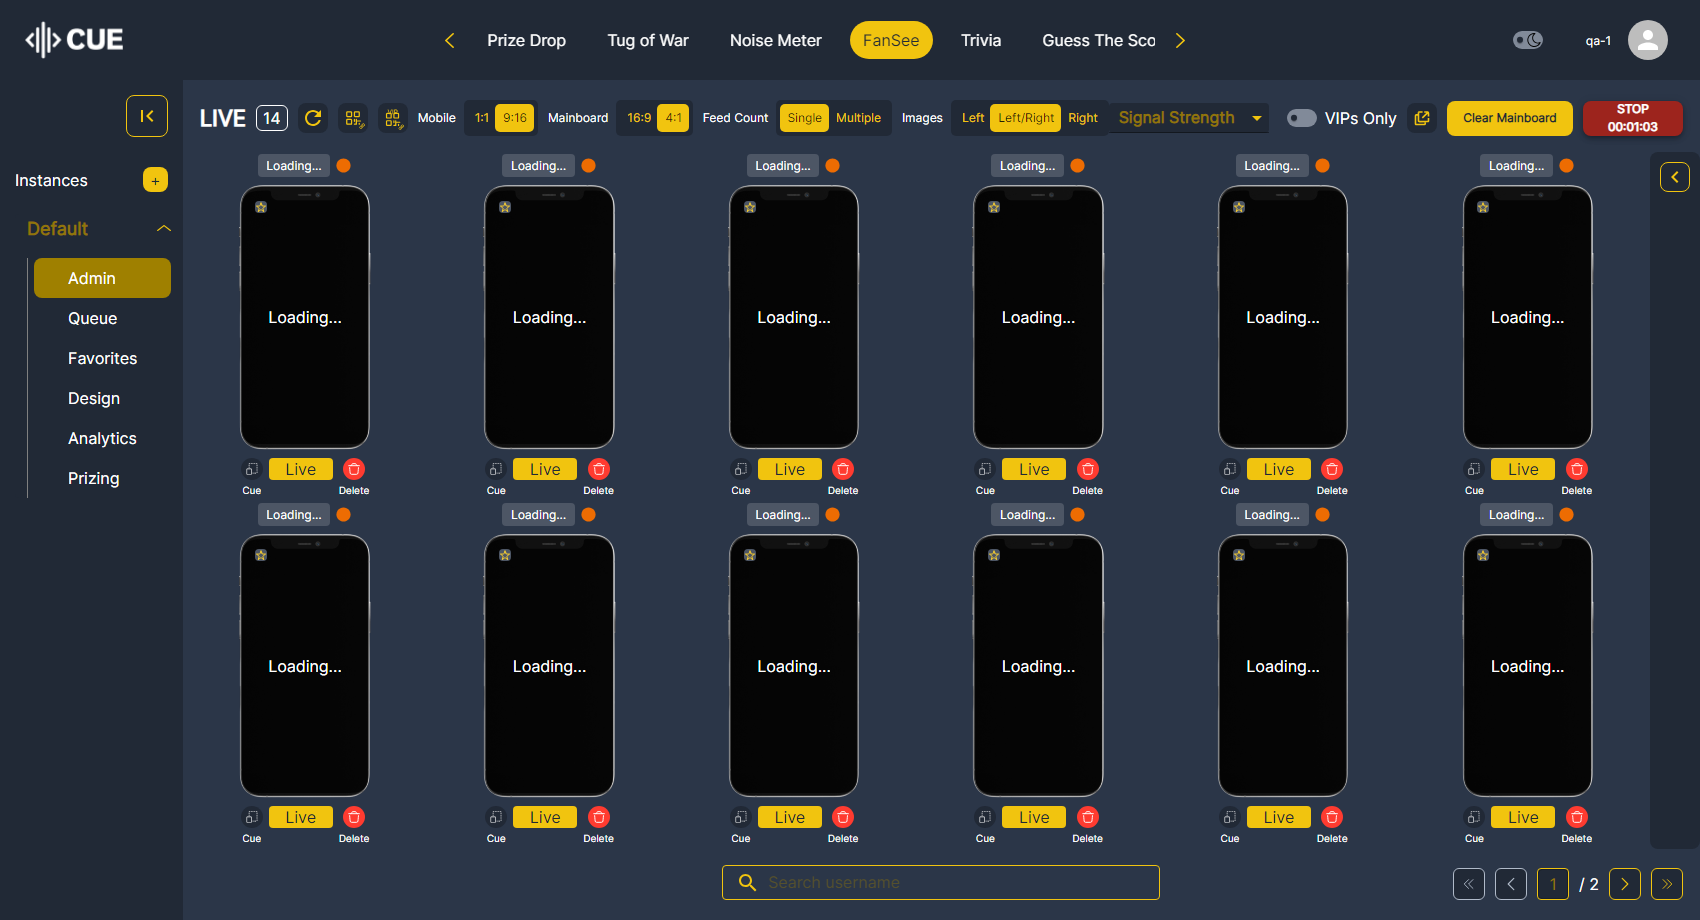 CUE
Prize Drop Tug of War Noise Meter FanSee Trivia Guess The Sco
qa-1
LIVE 14 Mobile 1:1 9:16 Mainboard 16:9 4:1 Feed Count Single Multiple Images Left Left/Right Right Signal Strength VIPs Only Clear Mainboard STOP
00:01:03
Instances +
Default
Admin
Queue
Favorites
Design
Analytics
Prizing
Loading... Loading... Loading... Loading... Loading... Loading...
Loading... Loading... Loading... Loading... Loading... Loading...
Live Live Live Live Live Live
Cue Delete Cue Delete Cue Delete Cue Delete Cue Delete Cue Delete
Loading... Loading... Loading... Loading... Loading... Loading...
Loading... Loading... Loading... Loading... Loading... Loading...
Live Live Live Live Live Live
Cue Delete Cue Delete Cue Delete Cue Delete Cue Delete Cue Delete
Search username
1 / 2